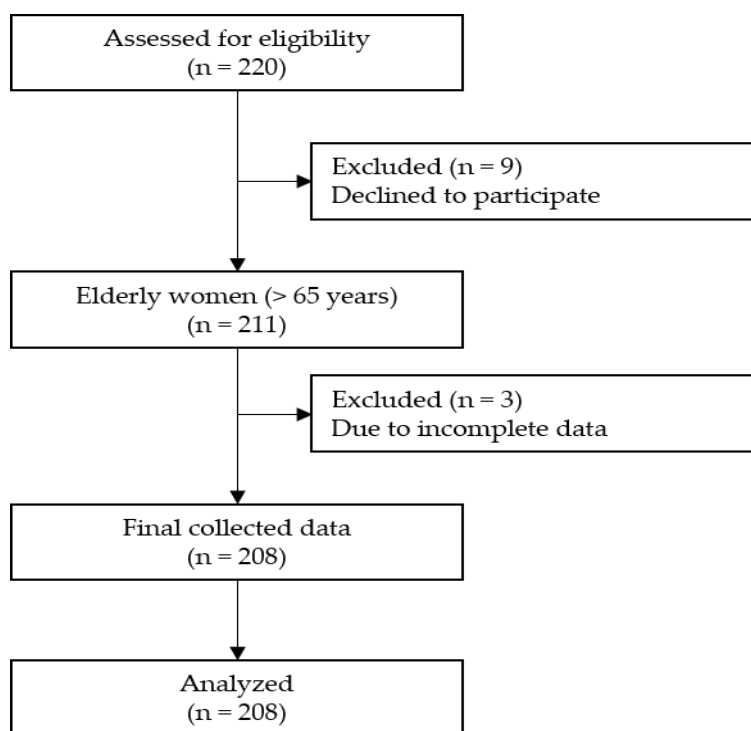 Assessed for eligibility
(n = 220)
Excluded (n = 9)
Declined to participate
Elderly women (> 65 years)
(n = 211)
Excluded (n = 3)
Due to incomplete data
Final collected data
(n = 208)
Analyzed
(n = 208)